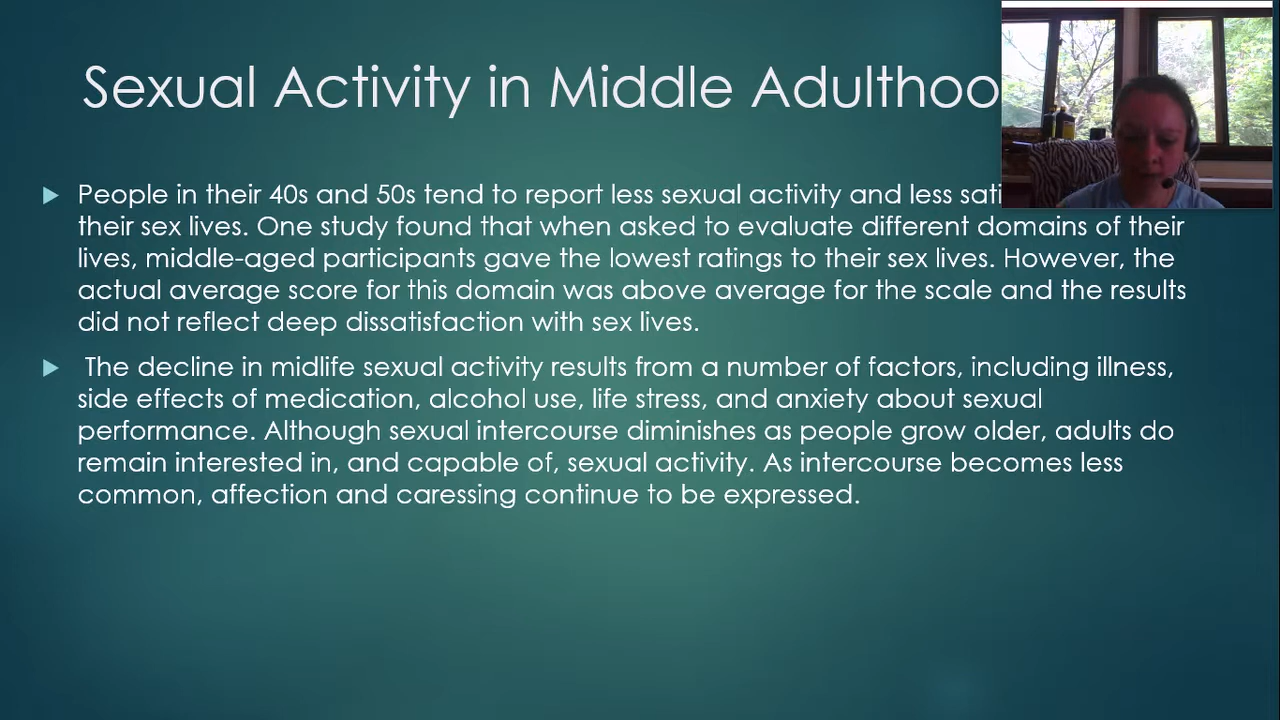 Sexual Activity in Middle Adulthoo
People in their 40s and 50s tend to report less sexual activity and less sati
their sex lives. One study found that when asked to evaluate different domains of their
lives, middle-aged participants gave the lowest ratings to their sex lives. However, the
actual average score for this domain was above average for the scale and the results
did not reflect deep dissatisfaction with sex lives.
The decline in midlife sexual activity results from a number of factors, including illness,
side effects of medication, alcohol use, life stress, and anxiety about sexual
performance. Although sexual intercourse diminishes as people grow older, adults do
remain interested in, and capable of, sexual activity. As intercourse becomes less
common, affection and caressing continue to be expressed.